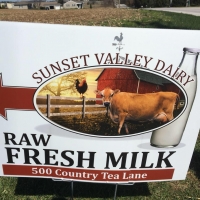 SUNSET VALLEY DAIRY
RAW
FRESH MILK
500 Country Tea Lane